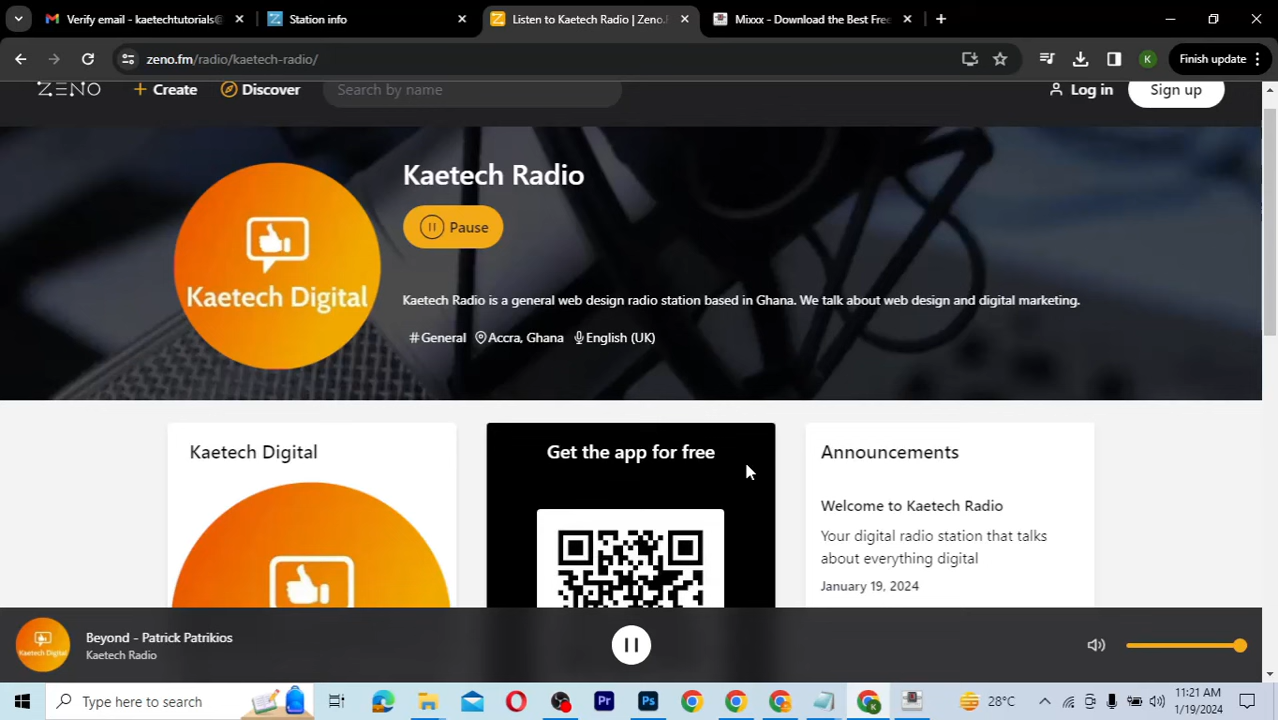 Verify email - kaetechtutorials@
Station info
Listen to Kaetech Radio | Zeno.F
Mixxx - Download the Best Free
zeno.fm/radio/kaetech-radio/
K
Finish update
ZENO
+ Create
Discover
Search by name
Log in
Sign up
Kaetech Digital
Kaetech Radio
Pause
Kaetech Radio is a general web design radio station based in Ghana. We talk about web design and digital marketing.
#General
Accra, Ghana
English (UK)
Kaetech Digital
Get the app for free
Announcements
Welcome to Kaetech Radio
Your digital radio station that talks
about everything digital
January 19, 2024
Kaetech Digital
Beyond - Patrick Patrikios
Kaetech Radio
Type here to search
Pr
Ps
K
28°C
11:21 AM
1/19/2024